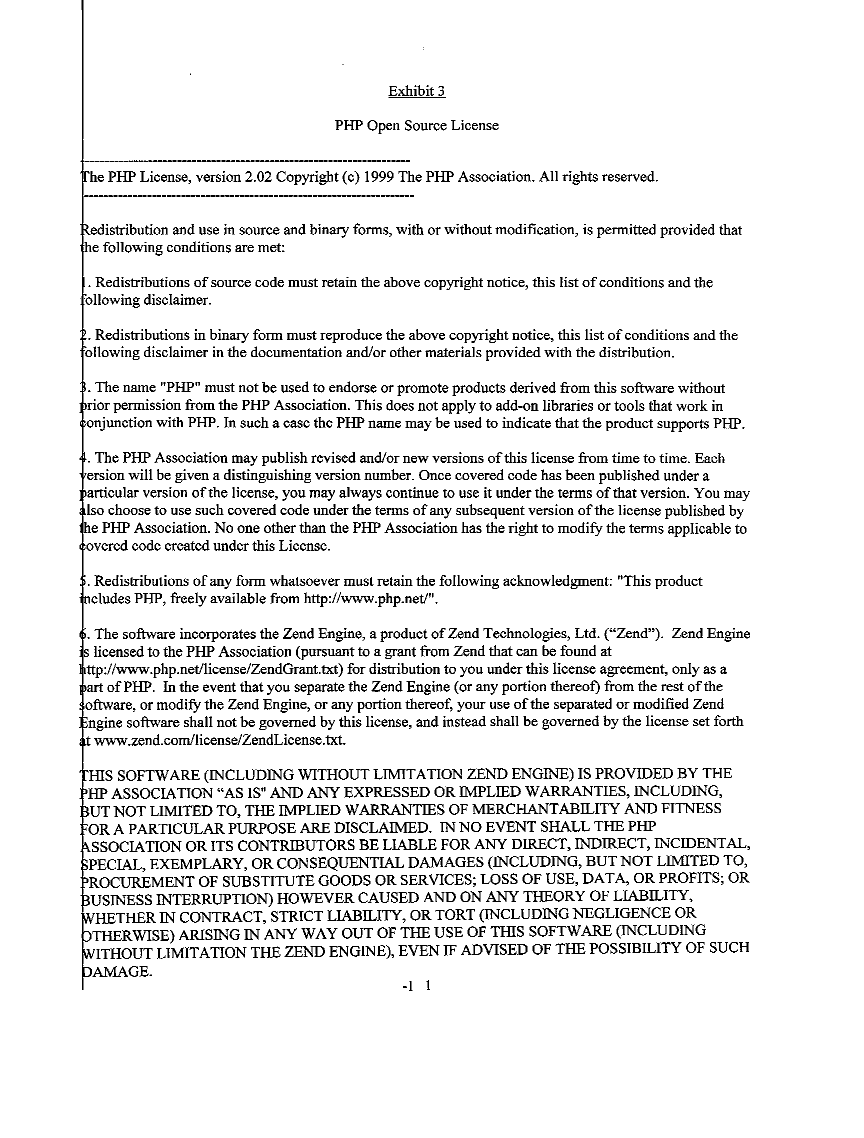 Exhibit 3
PHP Open Source License
--------------------------------------------------------------------
The PHP License, version 2.02 Copyright (c) 1999 The PHP Association. All rights reserved.
--------------------------------------------------------------------
Redistribution and use in source and binary forms, with or without modification, is permitted provided that
the following conditions are met:
1. Redistributions of source code must retain the above copyright notice, this list of conditions and the
following disclaimer.
2. Redistributions in binary form must reproduce the above copyright notice, this list of conditions and the
following disclaimer in the documentation and/or other materials provided with the distribution.
3. The name "PHP" must not be used to endorse or promote products derived from this software without
prior permission from the PHP Association. This does not apply to add-on libraries or tools that work in
conjunction with PHP. In such a case the PHP name may be used to indicate that the product supports PHP.
4. The PHP Association may publish revised and/or new versions of this license from time to time. Each
version will be given a distinguishing version number. Once covered code has been published under a
particular version of the license, you may always continue to use it under the terms of that version. You may
also choose to use such covered code under the terms of any subsequent version of the license published by
the PHP Association. No one other than the PHP Association has the right to modify the terms applicable to
covered code created under this License.
5. Redistributions of any form whatsoever must retain the following acknowledgment: "This product
includes PHP, freely available from http://www.php.net/".
6. The software incorporates the Zend Engine, a product of Zend Technologies, Ltd. (“Zend”). Zend Engine
is licensed to the PHP Association (pursuant to a grant from Zend that can be found at
http://www.php.net/license/ZendGrant.txt) for distribution to you under this license agreement, only as a
part of PHP. In the event that you separate the Zend Engine (or any portion thereof) from the rest of the
software, or modify the Zend Engine, or any portion thereof, your use of the separated or modified Zend
Engine software shall not be governed by this license, and instead shall be governed by the license set forth
at www.zend.com/license/ZendLicense.txt.
THIS SOFTWARE (INCLUDING WITHOUT LIMITATION ZEND ENGINE) IS PROVIDED BY THE
PHP ASSOCIATION “AS IS" AND ANY EXPRESSED OR IMPLIED WARRANTIES, INCLUDING,
BUT NOT LIMITED TO, THE IMPLIED WARRANTIES OF MERCHANTABILITY AND FITNESS
FOR A PARTICULAR PURPOSE ARE DISCLAIMED. IN NO EVENT SHALL THE PHP
ASSOCIATION OR ITS CONTRIBUTORS BE LIABLE FOR ANY DIRECT, INDIRECT, INCIDENTAL,
SPECIAL, EXEMPLARY, OR CONSEQUENTIAL DAMAGES (INCLUDING, BUT NOT LIMITED TO,
PROCUREMENT OF SUBSTITUTE GOODS OR SERVICES; LOSS OF USE, DATA, OR PROFITS; OR
BUSINESS INTERRUPTION) HOWEVER CAUSED AND ON ANY THEORY OF LIABILITY,
WHETHER IN CONTRACT, STRICT LIABILITY, OR TORT (INCLUDING NEGLIGENCE OR
OTHERWISE) ARISING IN ANY WAY OUT OF THE USE OF THIS SOFTWARE (INCLUDING
WITHOUT LIMITATION THE ZEND ENGINE), EVEN IF ADVISED OF THE POSSIBILITY OF SUCH
DAMAGE.
-1 1